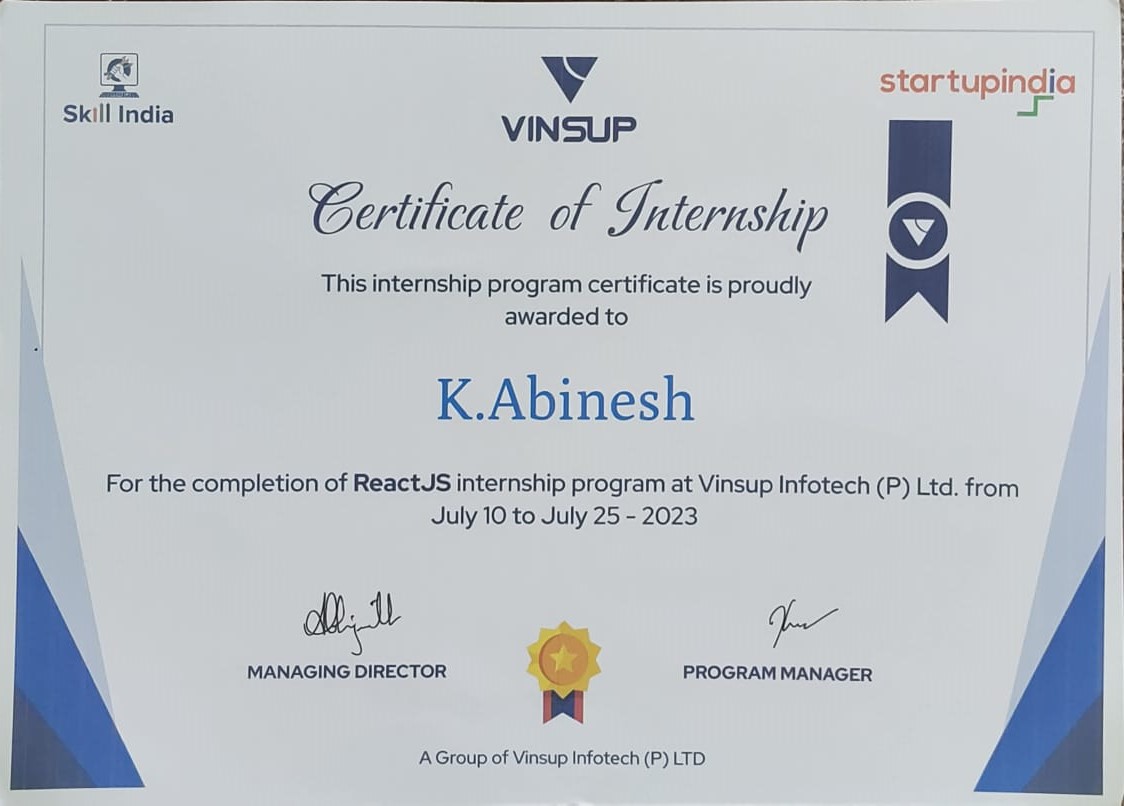 Skill India
VINSUP
startupindia
Certificate of Internship
This internship program certificate is proudly
awarded to
K.Abinesh
For the completion of ReactJS internship program at Vinsup Infotech (P) Ltd. from
July 10 to July 25 - 2023
MANAGING DIRECTOR
PROGRAM MANAGER
A Group of Vinsup Infotech (P) LTD